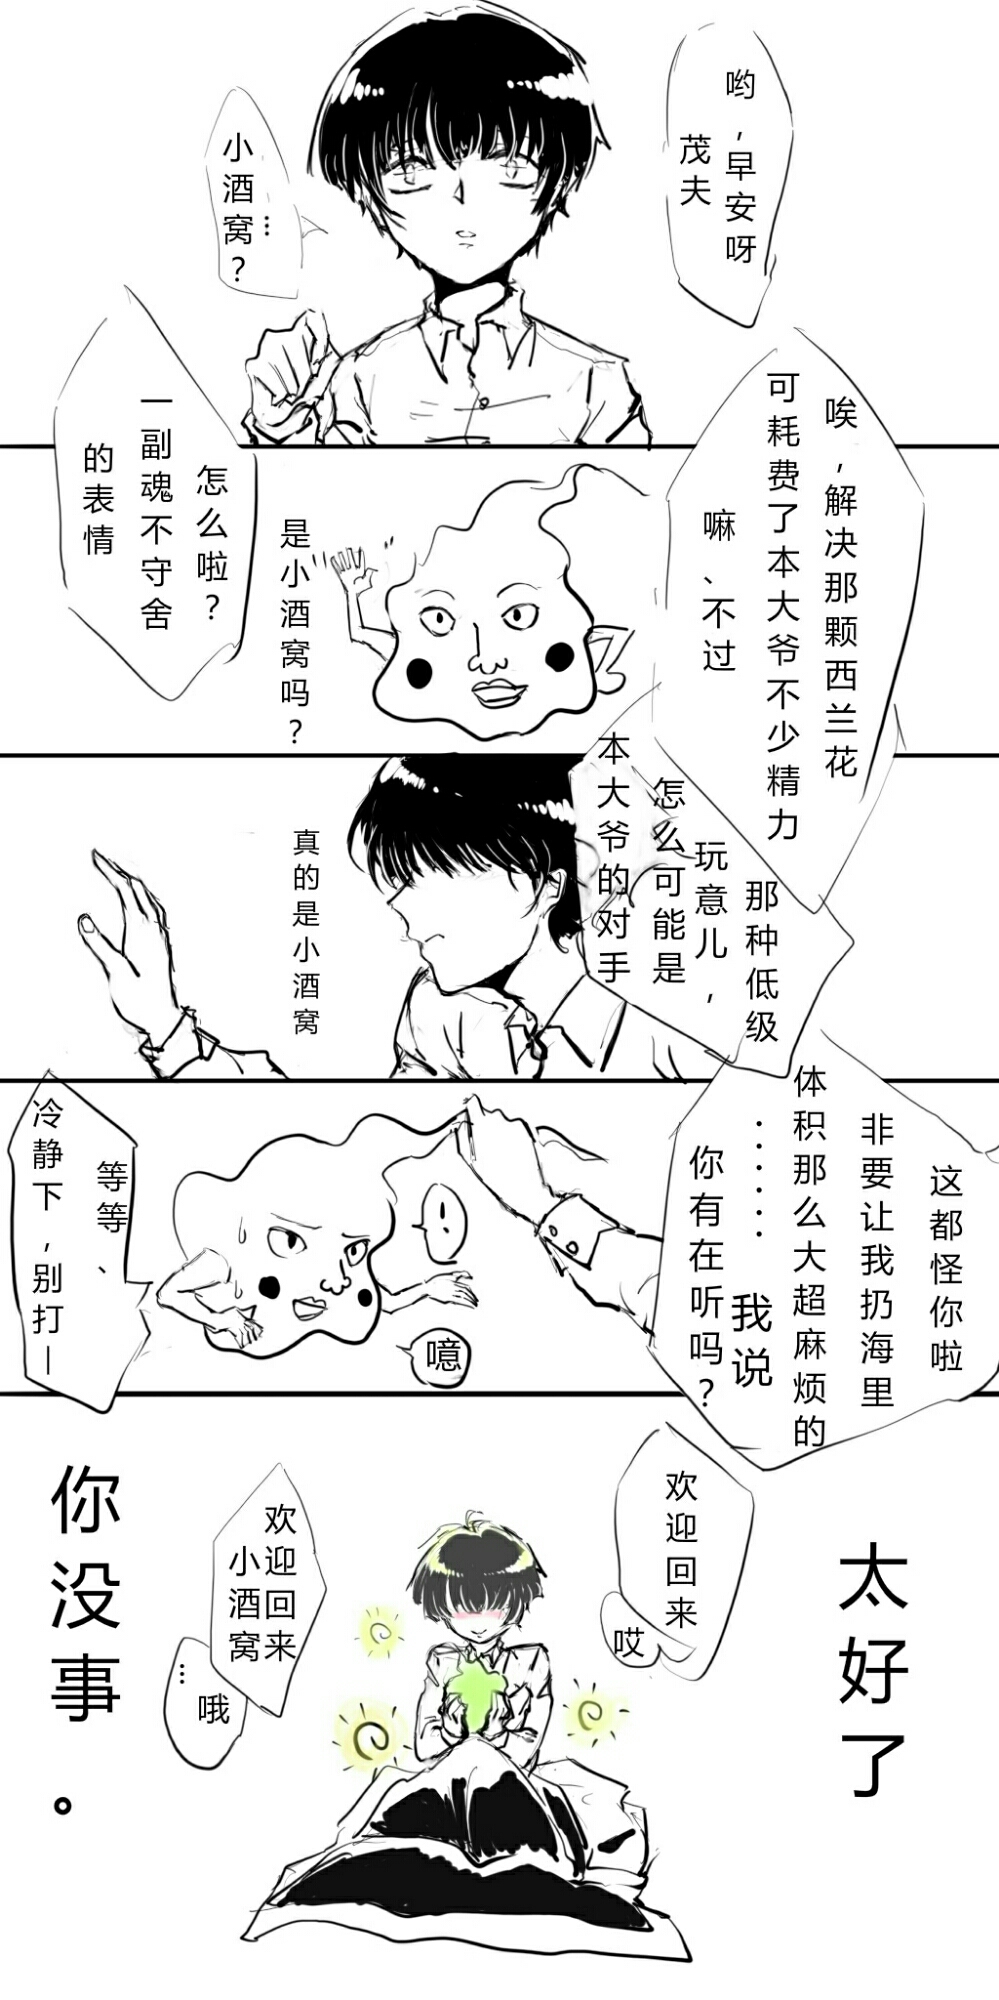 哟,早安呀
茂夫
…
小酒窝?
唉,解决那颗西兰花
可耗费了本大爷不少精力
嘛、不过
怎么啦?
一副魂不守舍
的表情
是小酒窝吗?
那种低级
玩意儿,
怎么可能是
本大爷的对手
真的是小酒窝
这都怪你啦
非要让我扔海里
体积那么大超麻烦的
……
我说
你有在听吗?
!
等等、
冷静下,别打—
噫
太好了
欢迎回来
哎
欢迎回来
小酒窝
…
哦
你没事。